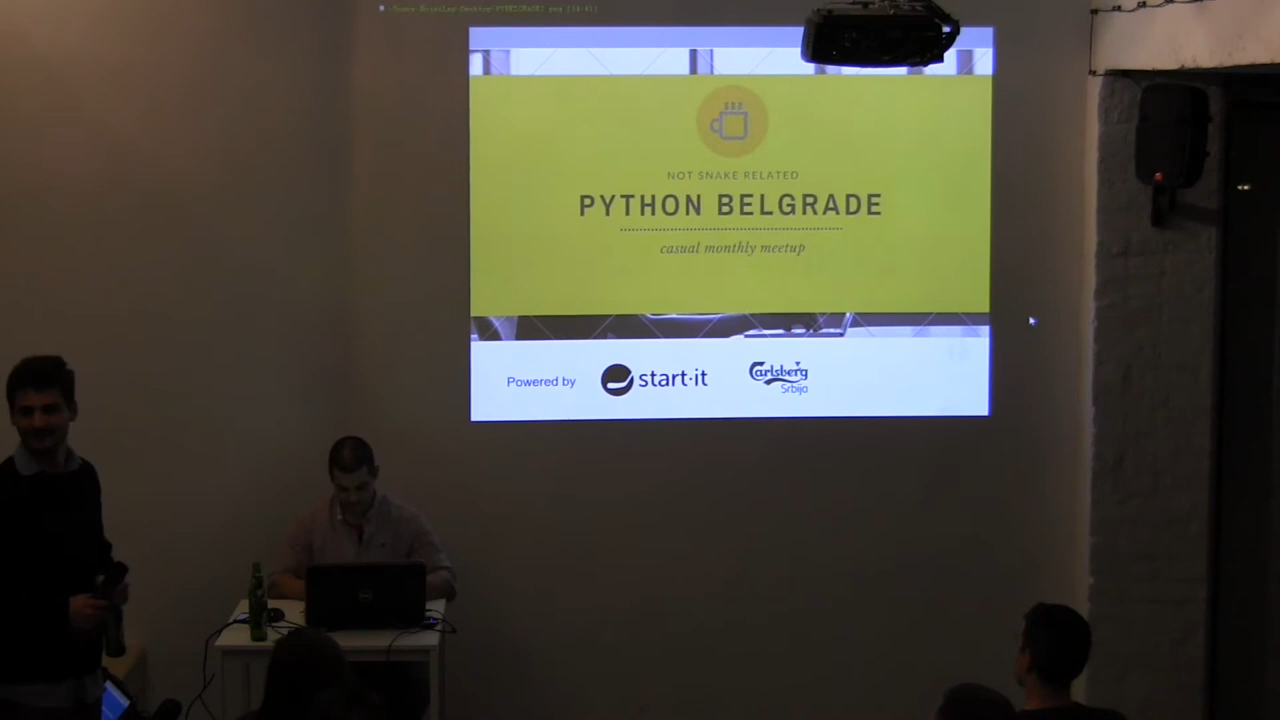 NOT SNAKE RELATED
PYTHON BELGRADE
casual monthly meetup
Powered by
start·it
Carlsberg
Srbija